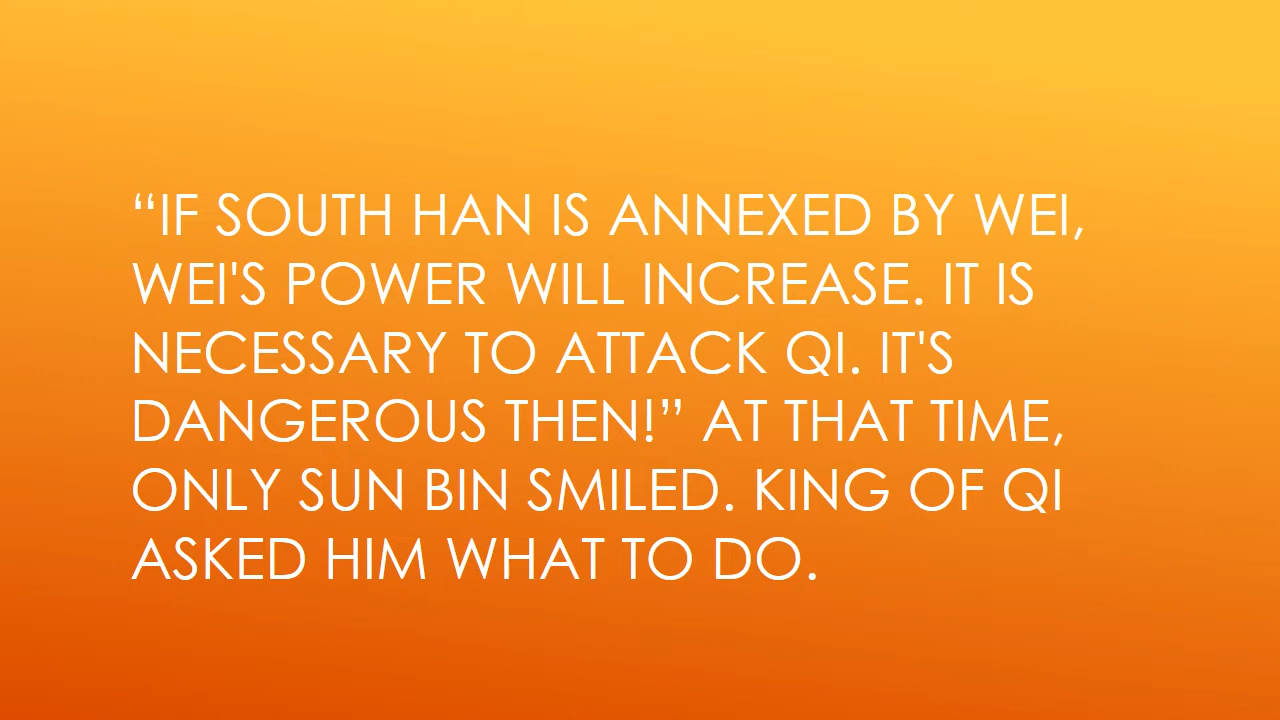 “IF SOUTH HAN IS ANNEXED BY WEI,
WEI'S POWER WILL INCREASE. IT IS
NECESSARY TO ATTACK QI. IT'S
DANGEROUS THEN!” AT THAT TIME,
ONLY SUN BIN SMILED. KING OF QI
ASKED HIM WHAT TO DO.